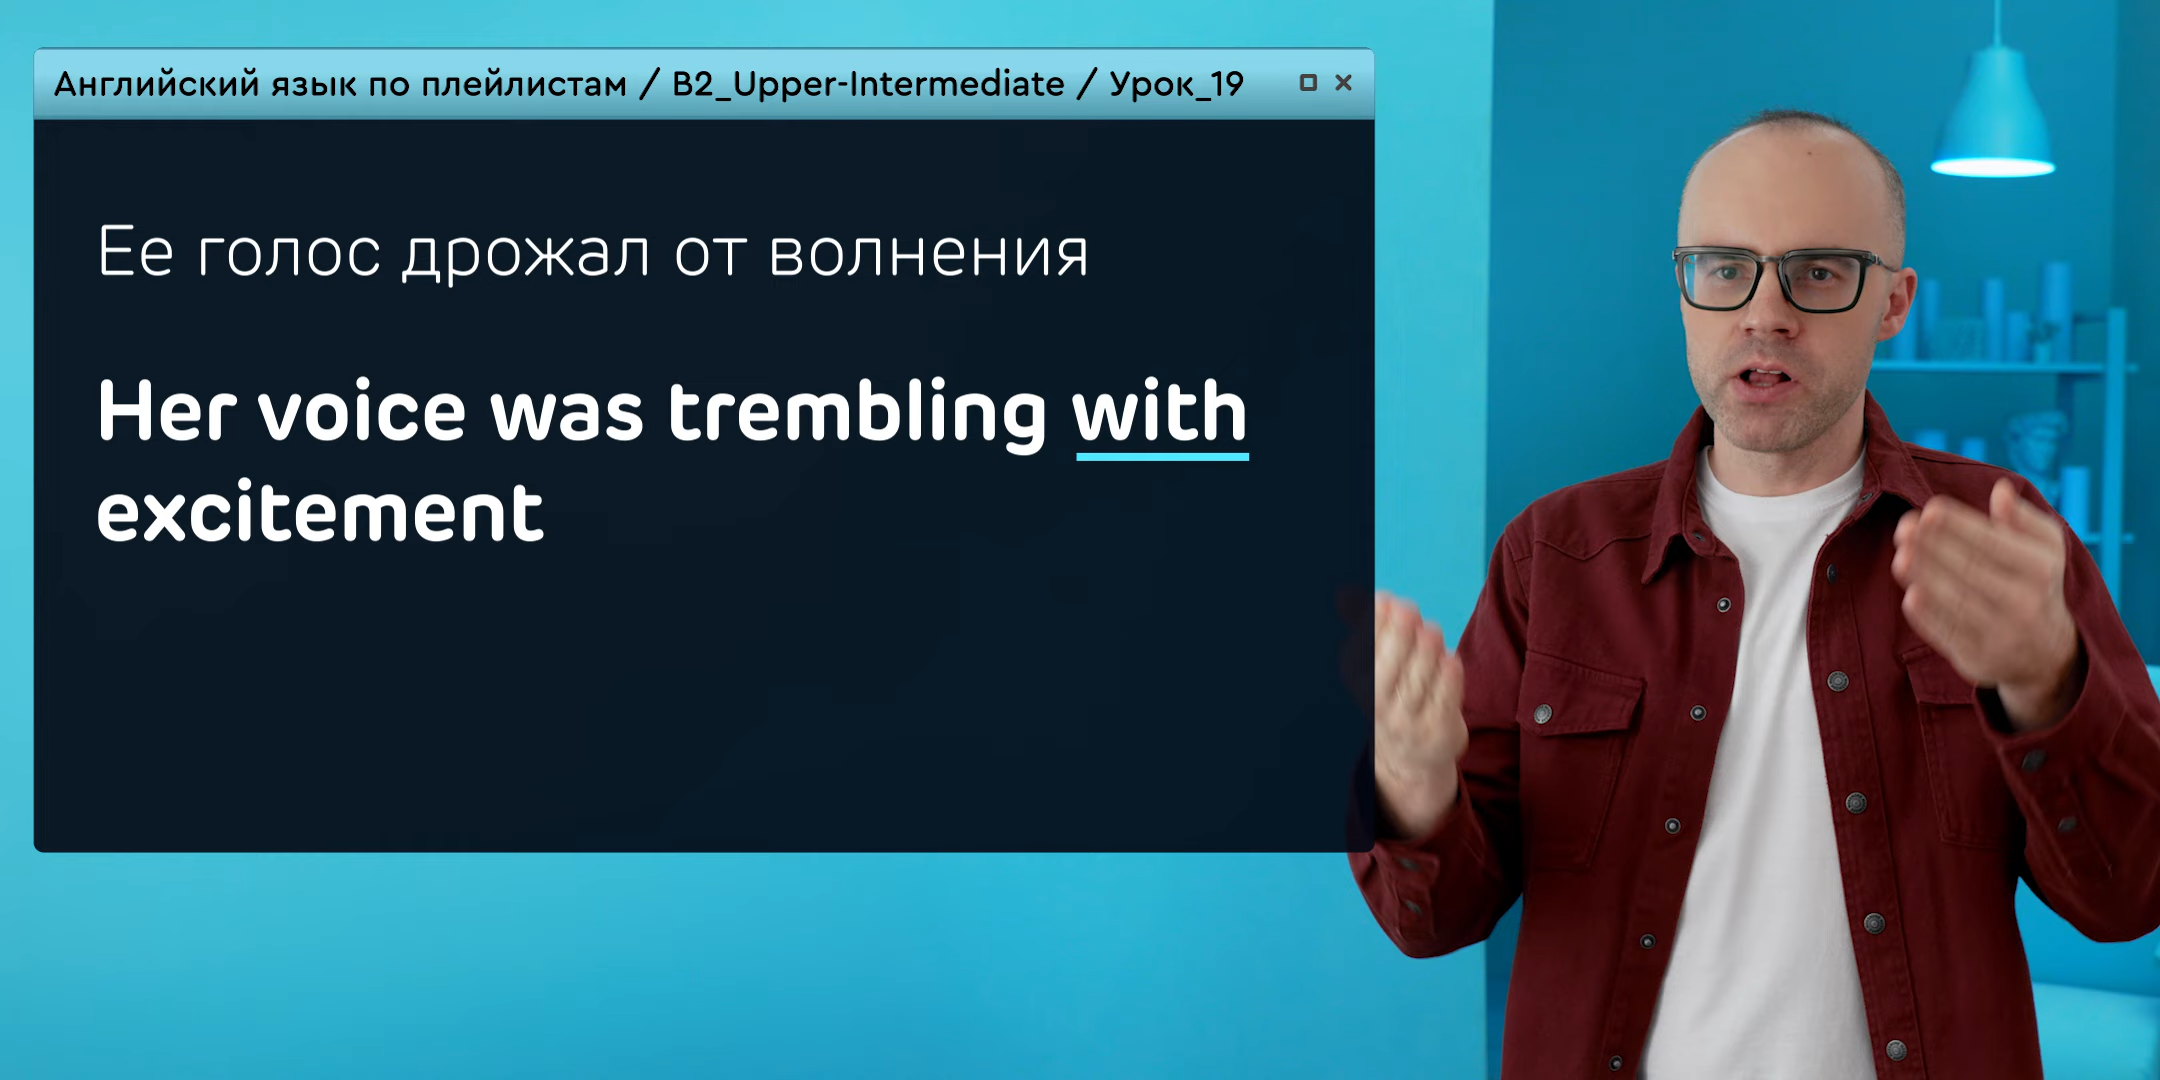 Английский язык по плейлистам / B2_Upper-Intermediate / Урок_19
Ее голос дрожал от волнения
Her voice was trembling with
excitement